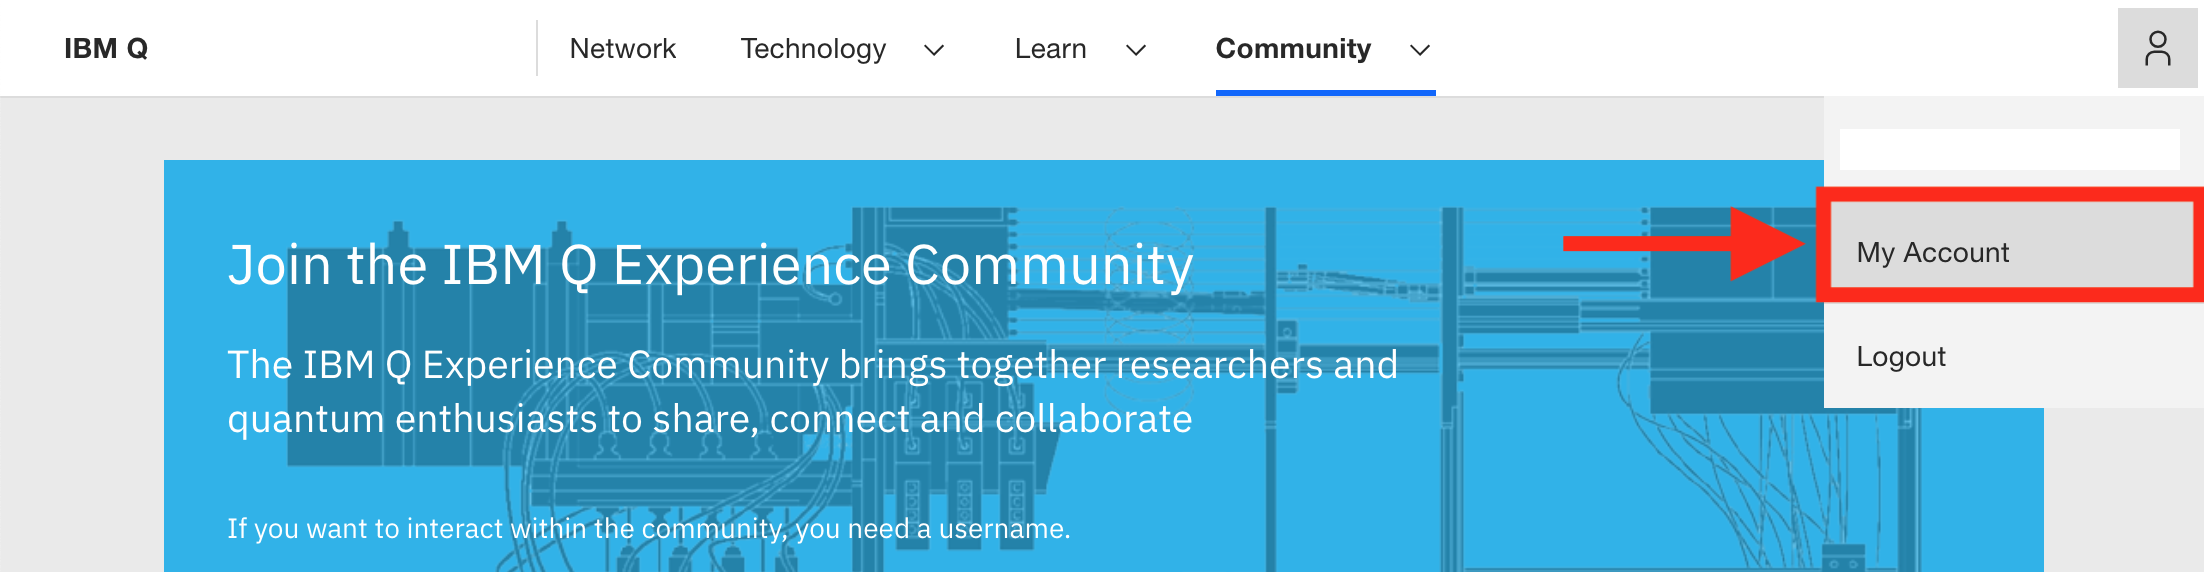 IBM Q
Network
Technology
Learn
Community
My Account
Logout
Join the IBM Q Experience Community
The IBM Q Experience Community brings together researchers and
quantum enthusiasts to share, connect and collaborate
If you want to interact within the community, you need a username.